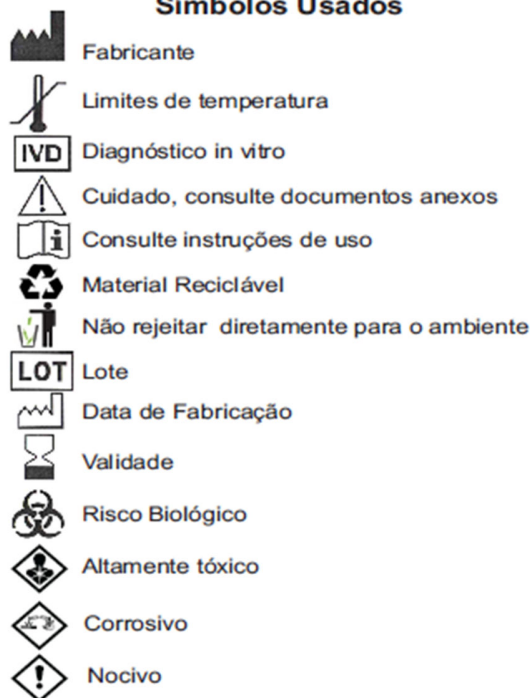 Símbolos Usados
Fabricante
Limites de temperatura
IVD Diagnóstico in vitro
Cuidado, consulte documentos anexos
i Consulte instruções de uso
Material Reciclável
Não rejeitar diretamente para o ambiente
LOT Lote
Data de Fabricação
Validade
Risco Biológico
Altamente tóxico
Corrosivo
Nocivo